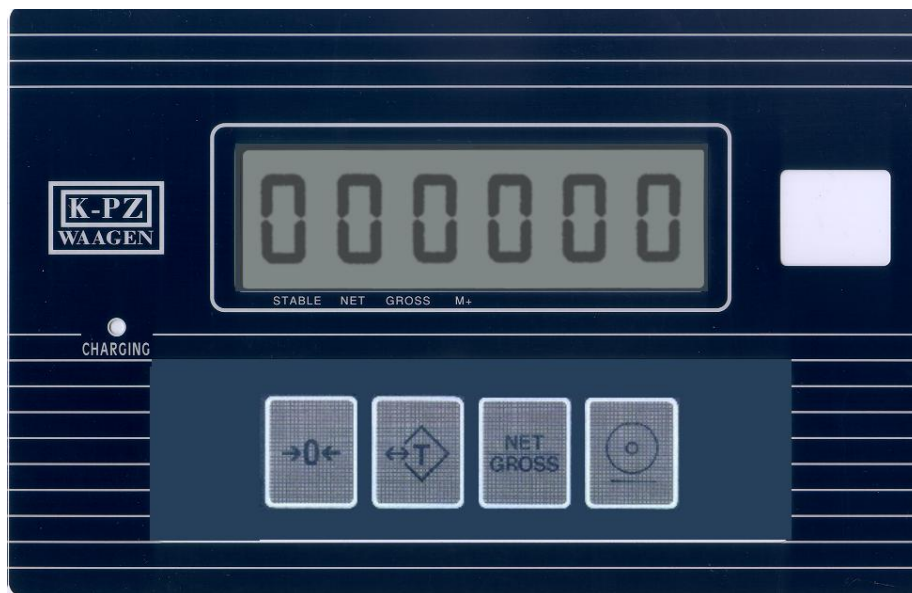 000000
K-PZ
WAAGEN
STABLE NET GROSS M+
CHARGING
→0←
↔T
NET
GROSS